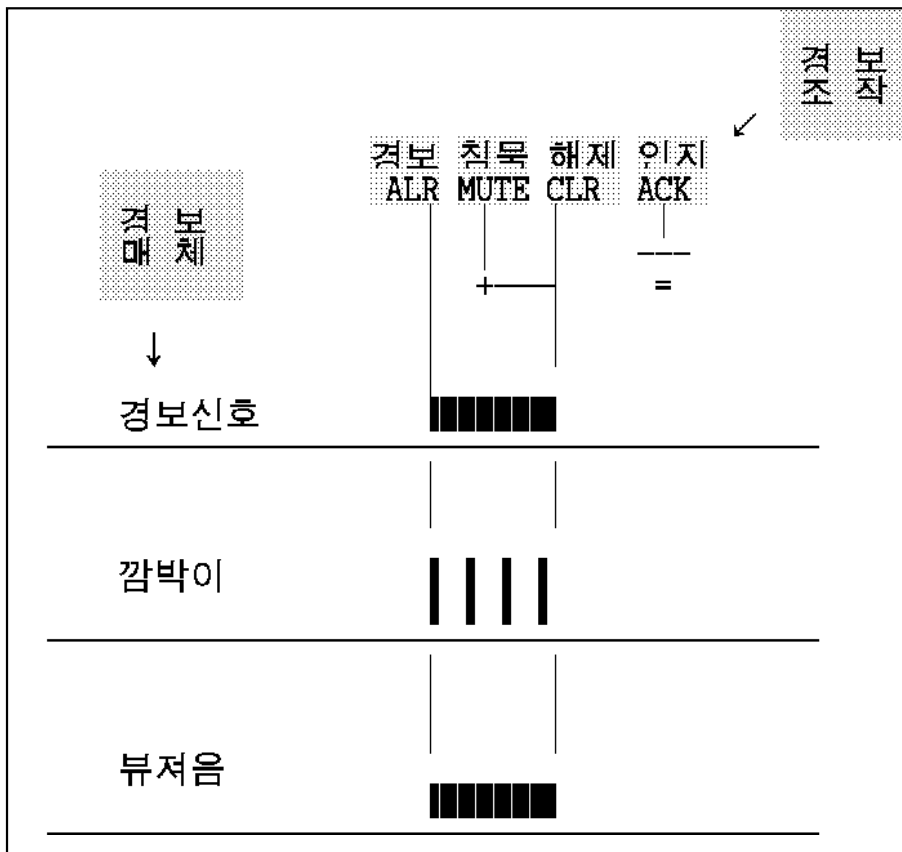 경 보
조 작
↙
경보 침묵 해제 인지
ALR MUTE CLR ACK
경 보
매 체
↓
경보신호
깜박이
뷰져음